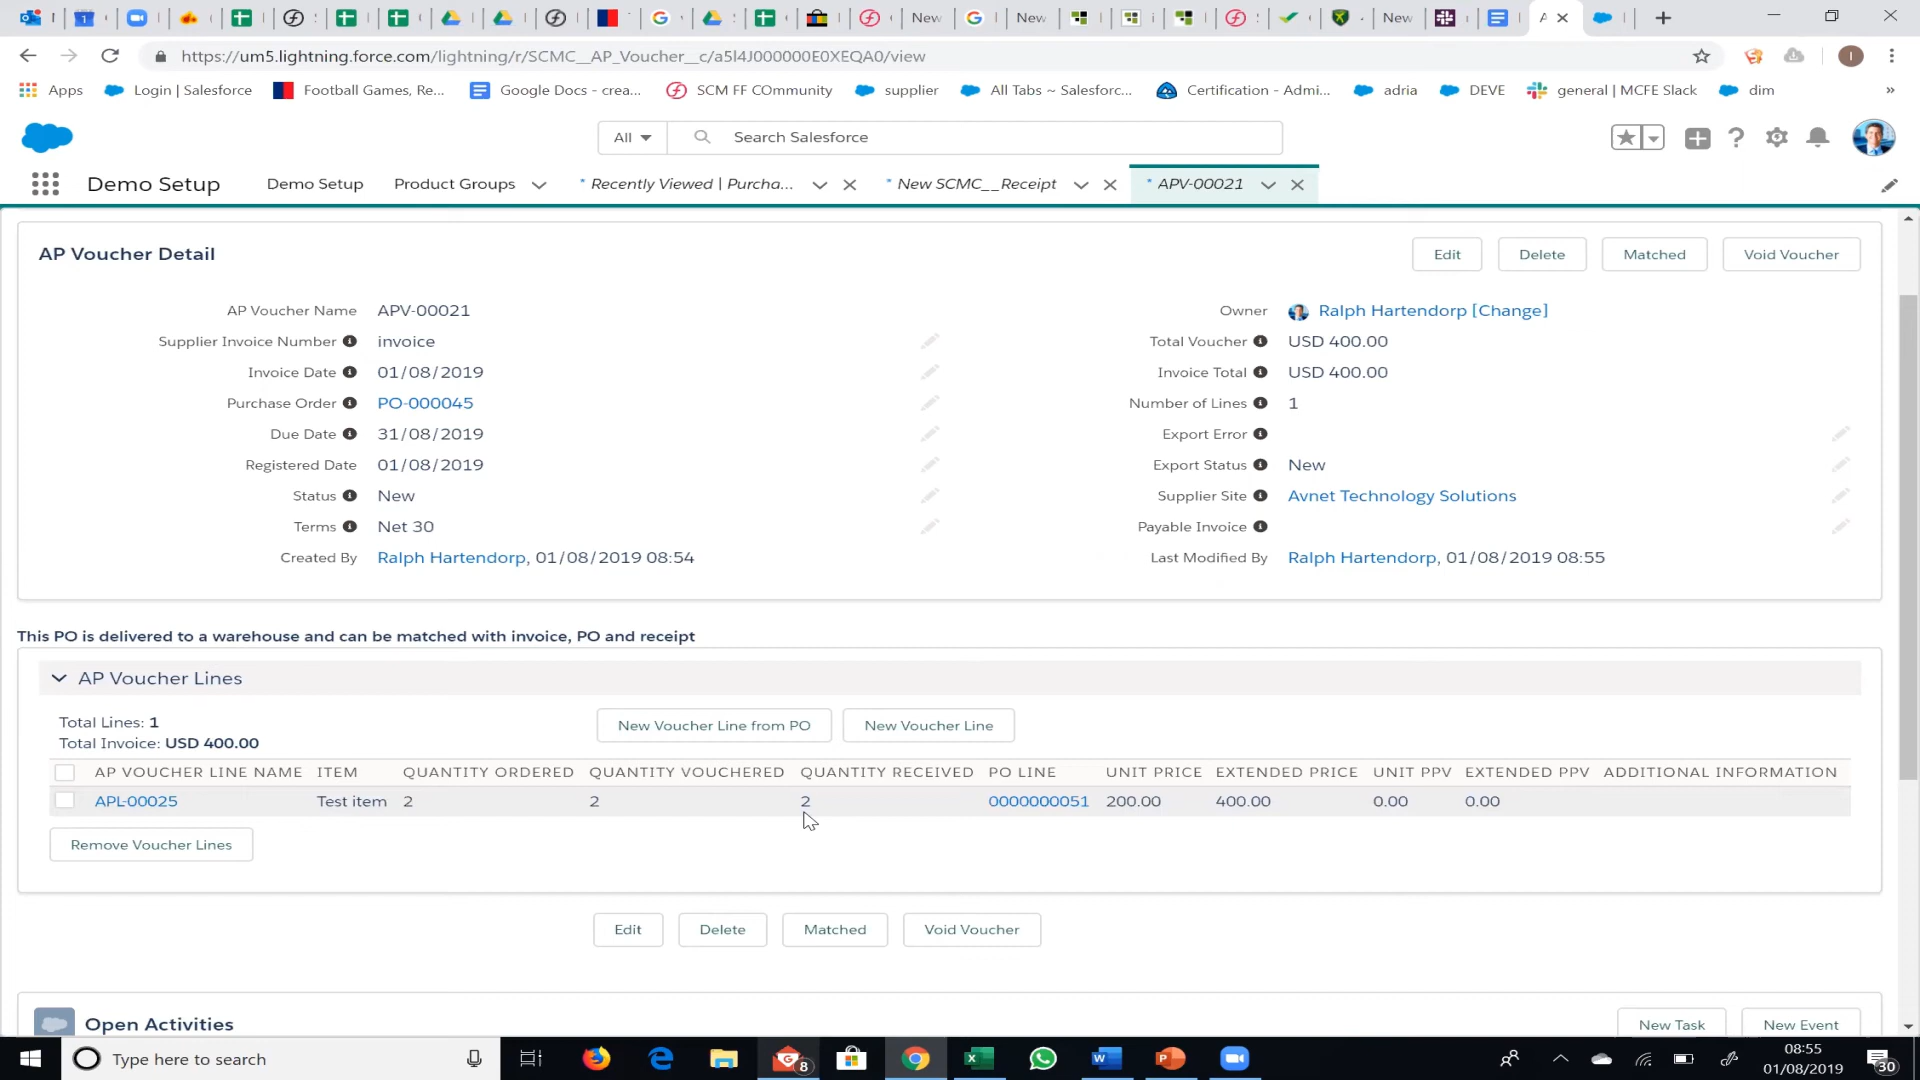 New
New
New
https://um5.lightning.force.com/lightning/r/SCMC__AP_Voucher__c/a5l4J000000E0XEQA0/view
Apps Login | Salesforce Football Games, Re... Google Docs - crea... SCM FF COmmunity supplier All Tabs ~ Salesforc... Certification - Admi... adria DEVE general | MCFE Slack dim »
All Search Salesforce
Demo Setup Demo Setup Product Groups * Recently Viewed | Purcha... * New SCMC__Receipt * APV-00021
AP Voucher Detail Edit Delete Matched Void Voucher
AP Voucher Name APV-00021 Owner Ralph Hartendorp [Change]
Supplier Invoice Number invoice Total Voucher USD 400.00
Invoice Date 01/08/2019 Invoice Total USD 400.00
Purchase Order PO-000045 Number of Lines 1
Due Date 31/08/2019 Export Error
Registered Date 01/08/2019 Export Status New
Status New Supplier Site Avnet Technology Solutions
Terms Net 30 Payable Invoice
Created By Ralph Hartendorp, 01/08/2019 08:54 Last Modified By Ralph Hartendorp, 01/08/2019 08:55
This PO is delivered to a warehouse and can be matched with invoice, PO and receipt
AP Voucher Lines
Total Lines: 1 New Voucher Line from PO New Voucher Line
Total Invoice: USD 400.00
AP VOUCHER LINE NAME ITEM QUANTITY ORDERED QUANTITY VOUCHERED QUANTITY RECEIVED PO LINE UNIT PRICE EXTENDED PRICE UNIT PPV EXTENDED PPV ADDITIONAL INFORMATION
APL-00025 Test item 2 2 2 0000000051 200.00 400.00 0.00 0.00
Remove Voucher Lines
Edit Delete Matched Void Voucher
Open Activities New Task New Event
Type here to search 8 08:55
01/08/2019 30